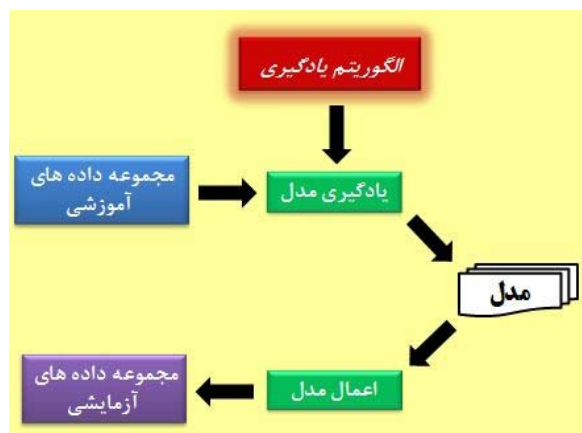 الگوریتم یادگیری
مجموعه داده های
آموزشی
یادگیری مدل
مدل
اعمال مدل
مجموعه داده های
آزمایشی